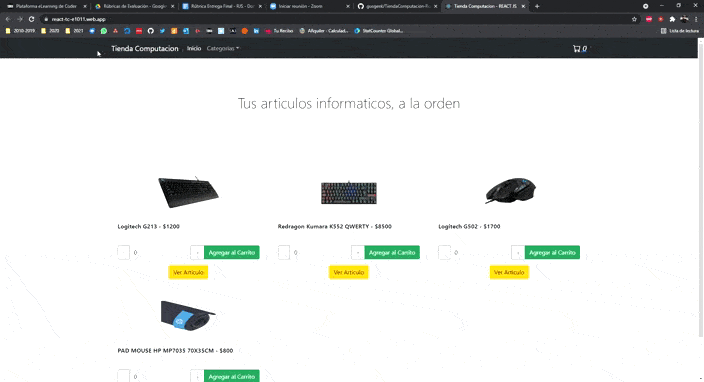 Plataforma eLearning de Coder
Rúbricas de Evaluación - Google
Rúbrica Entrega Final - RJS - Go
Iniciar reunión - Zoom
Tienda Computacion - REACT JS
react-tc-e1011.web.app
2010-2019
2020
2021
Tu Recibo
Alquiler - Calculad...
StatCounter Global...
Lista de lectura
Tienda Computacion
Inicio
Categorías
0
Tus articulos informaticos, a la orden
Logitech G213 - $1200
Redragon Kumara K552 QWERTY - $8500
Logitech G502 - $1700
0
-
Agregar al Carrito
0
-
Agregar al Carrito
0
-
Agregar al Carrito
Ver Articulo
Ver Articulo
Ver Articulo
PAD MOUSE HP MP7035 70X35CM - $800
0
-
Agregar al Carrito